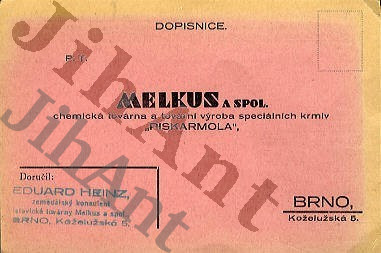 DOPISNICE.
P. T.
MELKUS A SPOL.
chemická továrna a tovární výroba speciálních krmiv
„PISKARMOLA",
Doručil:
EDUARD HEINZ,
zemědělský konsulent
továrny Melkus a spol.
BRNO, Koželužská 5.
BRNO,
Koželužská 5.
JihAnt
JihAnt